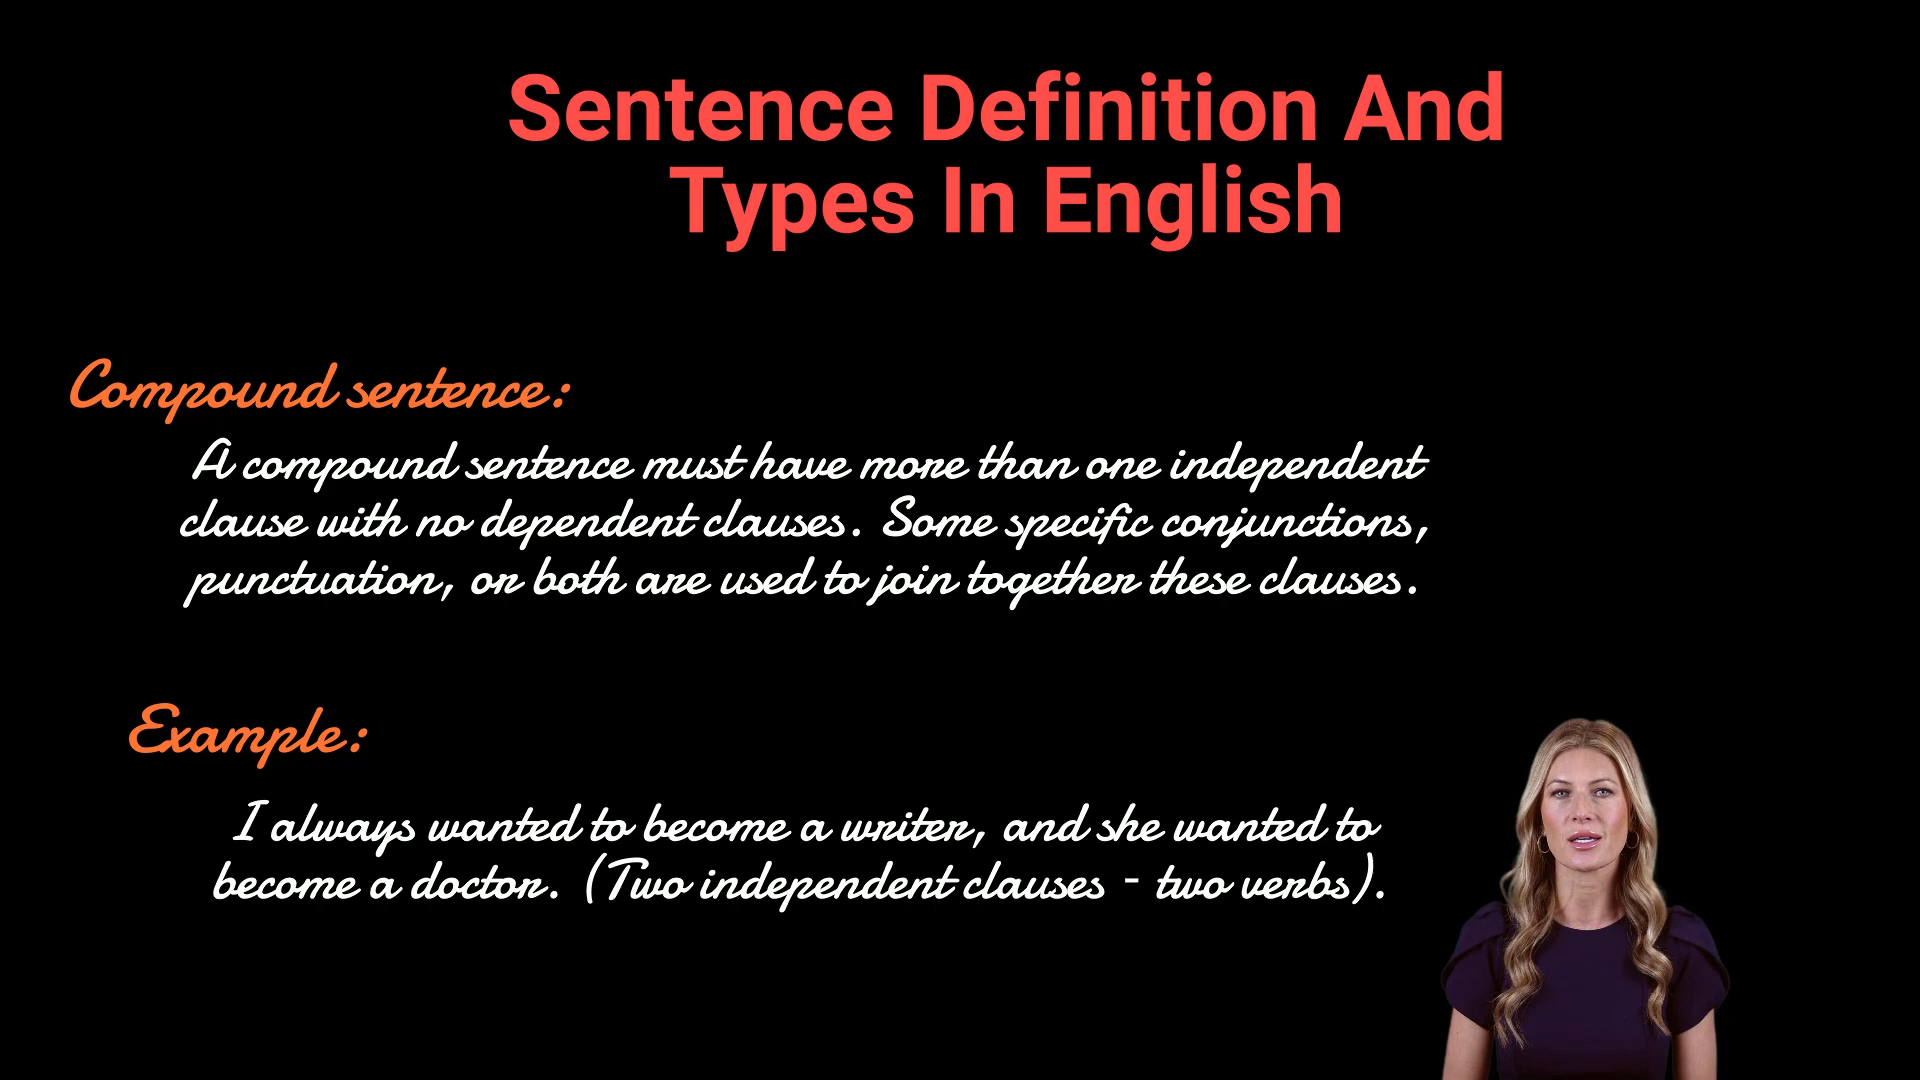 Sentence Definition And
Types In English
Compound sentence:
A compound sentence must have more than one independent
clause with no dependent clauses. Some specific conjunctions,
punctuation, or both are used to join together these clauses.
Example:
I always wanted to become a writer, and she wanted to
become a doctor. (Two independent clauses - two verbs).